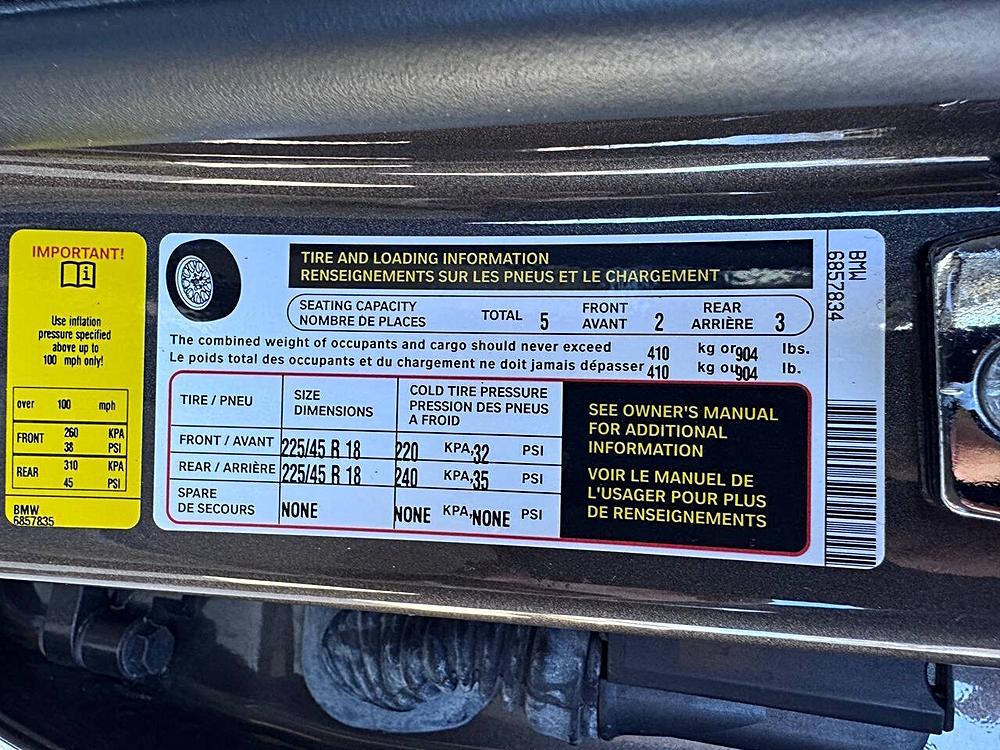 IMPORTANT!
Use inflation
pressure specified
above up to
100 mph only!
over 100 mph
FRONT 260 KPA
38 PSI
REAR 310 KPA
45 PSI
BMW
6857835
TIRE AND LOADING INFORMATION
RENSEIGNEMENTS SUR LES PNEUS ET LE CHARGEMENT
SEATING CAPACITY
NOMBRE DE PLACES
TOTAL 5
FRONT
AVANT 2
REAR
ARRIÈRE 3
The combined weight of occupants and cargo should never exceed 410 kg or 904 lbs.
Le poids total des occupants et du chargement ne doit jamais dépasser 410 kg ou 904 lb.
TIRE / PNEU
SIZE
DIMENSIONS
COLD TIRE PRESSURE
PRESSION DES PNEUS
A FROID
FRONT / AVANT 225/45 R 18 220 KPA, 32 PSI
REAR / ARRIÈRE 225/45 R 18 240 KPA, 35 PSI
SPARE
DE SECOURS NONE NONE KPA, NONE PSI
SEE OWNER'S MANUAL
FOR ADDITIONAL
INFORMATION
VOIR LE MANUEL DE
L'USAGER POUR PLUS
DE RENSEIGNEMENTS
BMW
6857834